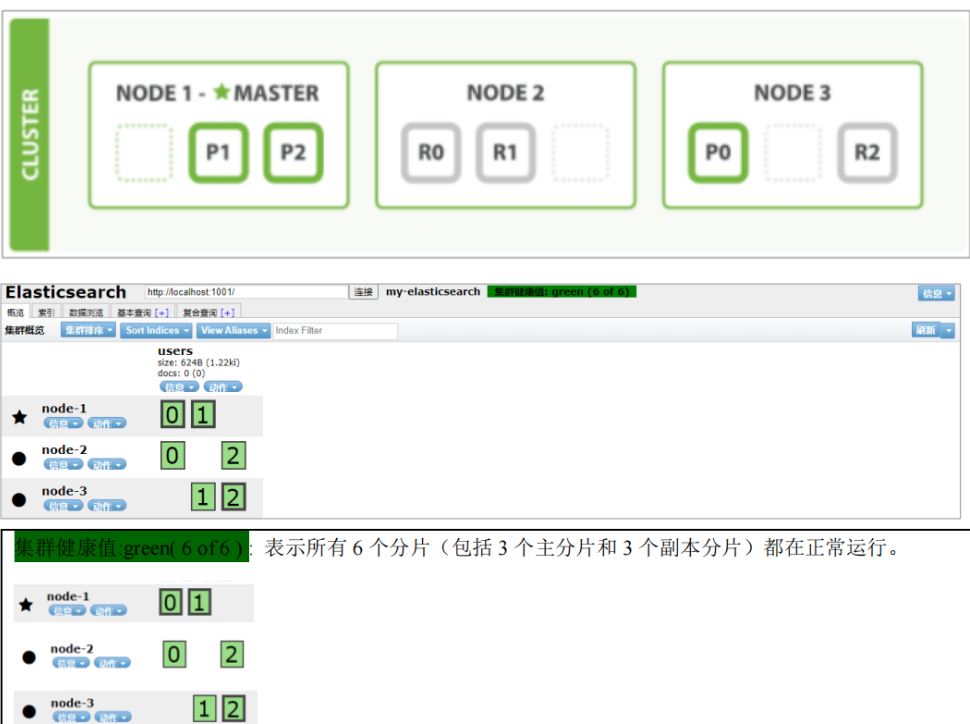 CLUSTER
NODE 1 - ★ MASTER
P1 P2
NODE 2
R0 R1
NODE 3
P0 R2
Elasticsearch http://localhost:1001/ 连接 my-elasticsearch 集群健康值: green (6 of 6) 信息
概览 索引 数据浏览 基本查询 [+] 复合查询 [+]
集群概览 集群排序 Sort Indices View Aliases Index Filter 刷新
users
size: 624B (1.22ki)
docs: 0 (0)
信息 动作
★ node-1 0 1
信息 动作
● node-2 0 2
信息 动作
● node-3 1 2
信息 动作
集群健康值:green( 6 of 6 ) : 表示所有 6 个分片（包括 3 个主分片和 3 个副本分片）都在正常运行。
★ node-1 0 1
信息 动作
● node-2 0 2
信息 动作
● node-3 1 2
信息 动作